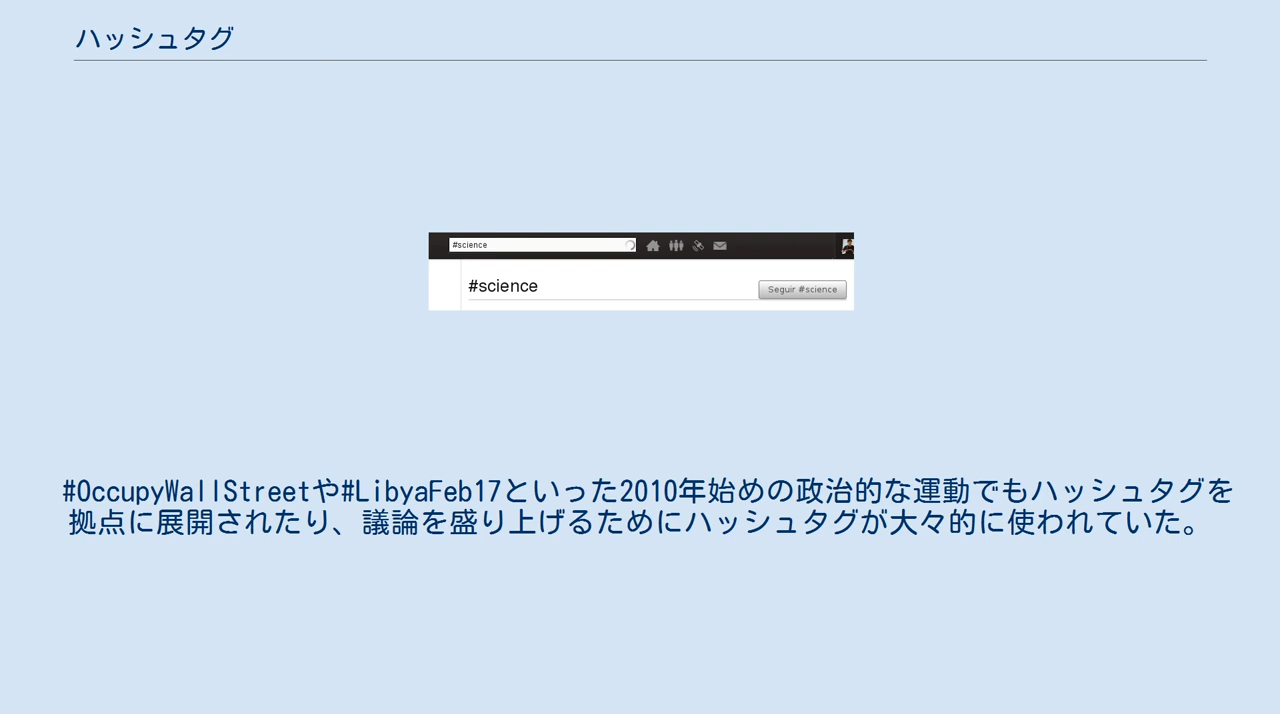 ハッシュタグ
#science
#science
Seguir #science
#OccupyWallStreetや#LibyaFeb17といった2010年始めの政治的な運動でもハッシュタグを
拠点に展開されたり、議論を盛り上げるためにハッシュタグが大々的に使われていた。